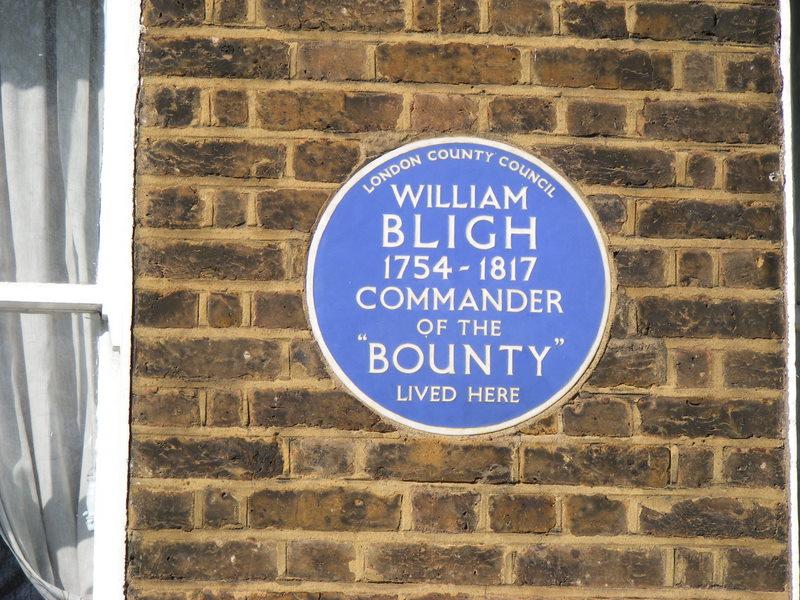 LONDON COUNTY COUNCIL
WILLIAM
BLIGH
1754-1817
COMMANDER
OF THE
"BOUNTY"
LIVED HERE